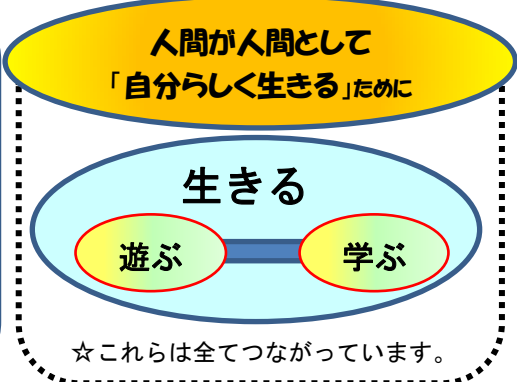 人間が人間として
「自分らしく生きる」ために
生きる
遊ぶ 学ぶ
☆これらは全てつながっています。